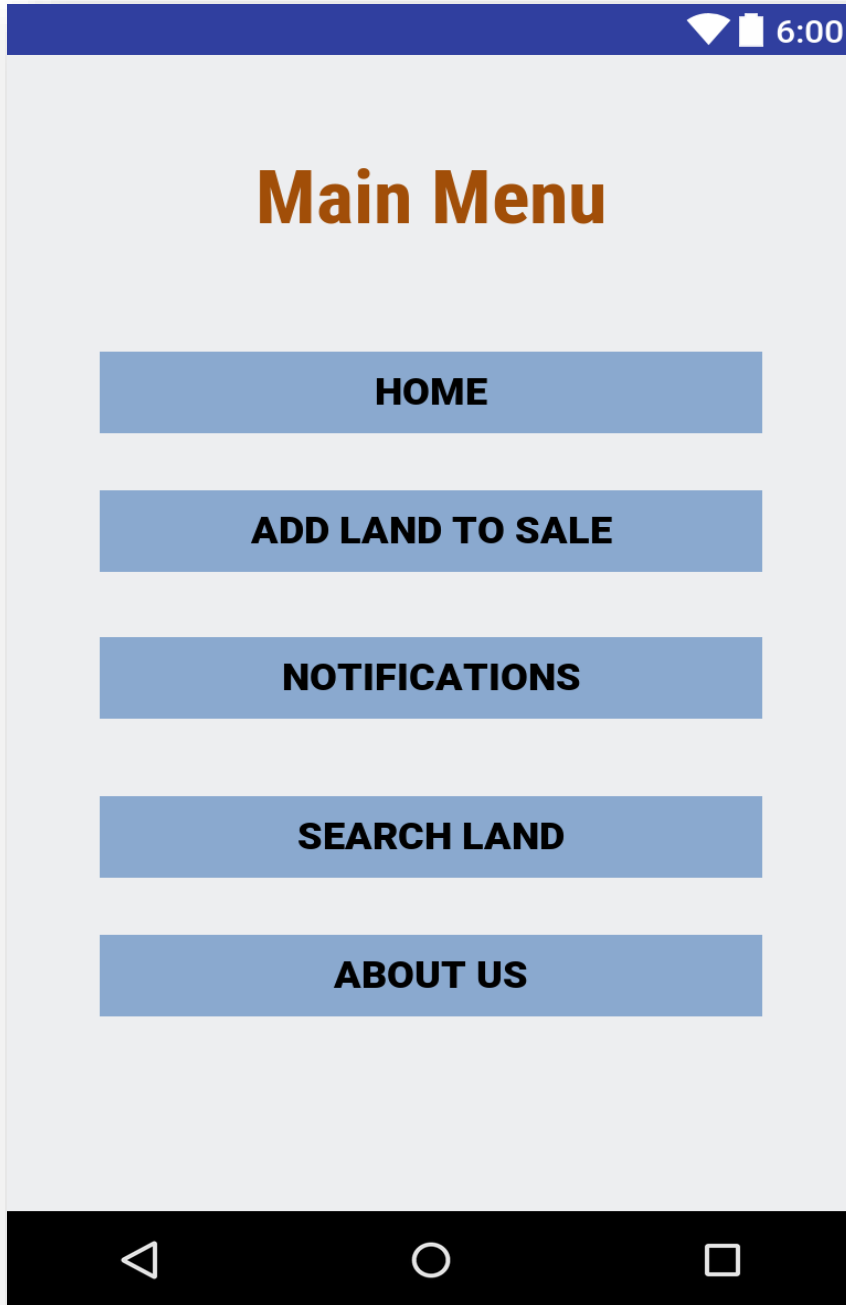 6:00
Main Menu
HOME
ADD LAND TO SALE
NOTIFICATIONS
SEARCH LAND
ABOUT US